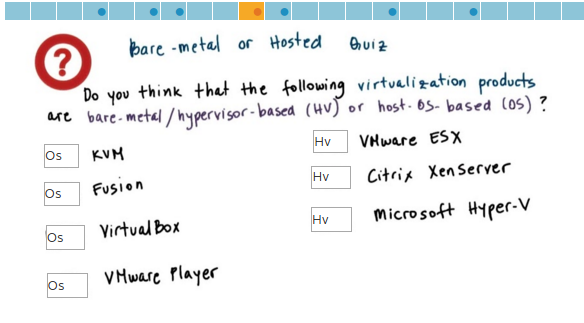 ?
Bare-metal or Hosted Quiz
Do you think that the following virtualization products
are bare-metal/hypervisor-based (HV) or host-OS-based (OS)?
Os KVM
Os Fusion
Os VirtualBox
Os VMware Player
Hv VMware ESX
Hv Citrix XenServer
Hv Microsoft Hyper-V